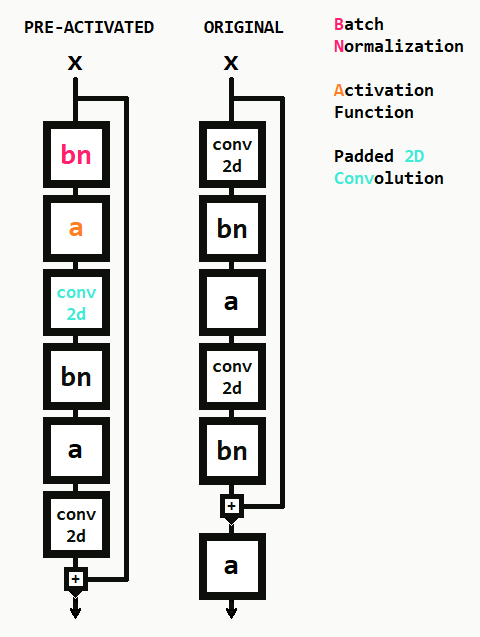 PRE-ACTIVATED
X
bn
a
conv
2d
bn
a
conv
2d
+
ORIGINAL
X
conv
2d
bn
a
conv
2d
bn
+
a
Batch
Normalization
Activation
Function
Padded 2D
Convolution